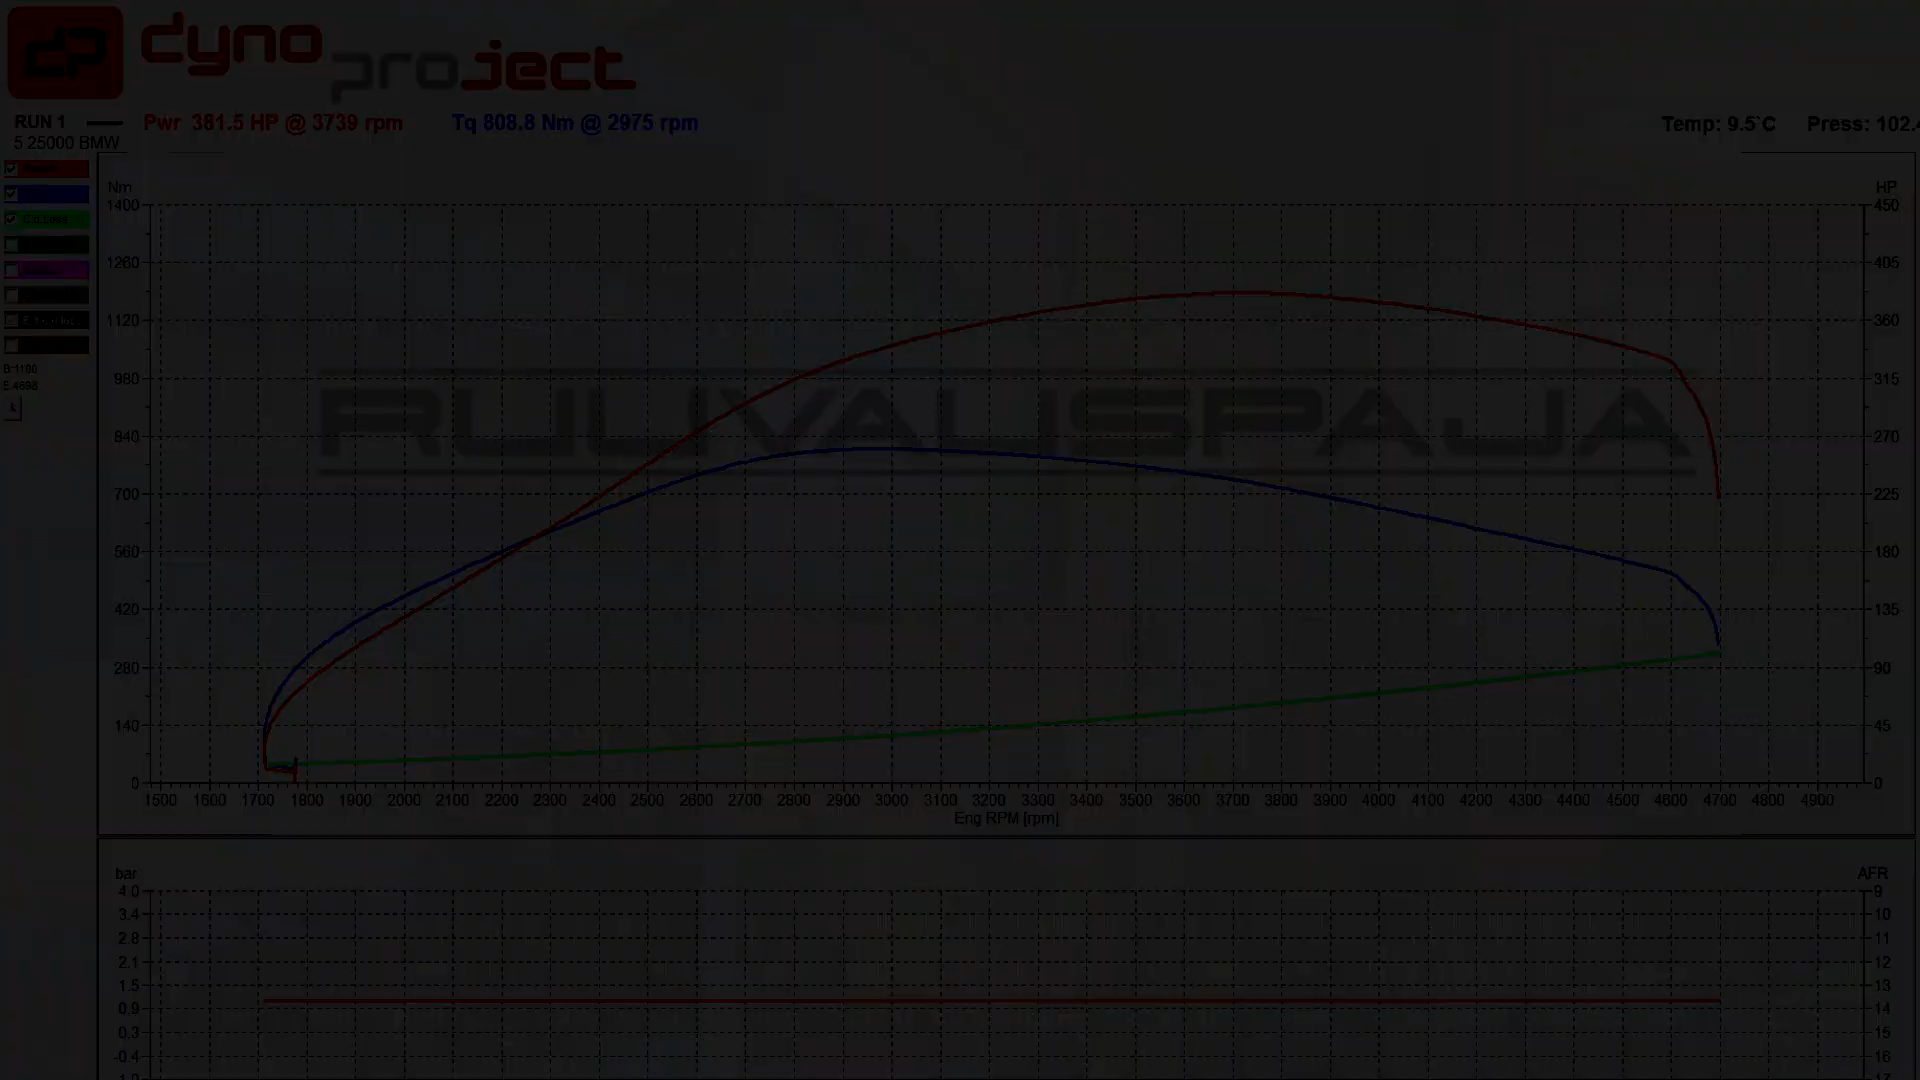 dp dyno project
RUN 1 Pwr 381.5 HP @ 3739 rpm Tq 808.8 Nm @ 2975 rpm Temp: 9.5`C Press: 102.4
5 25000 BMW
Nm HP
1400 450
1260 405
1120 360
980 315
840 270
700 225
560 180
420 135
280 90
140 45
0 0
RULLIVALISPAJA
1500 1600 1700 1800 1900 2000 2100 2200 2300 2400 2500 2600 2700 2800 2900 3000 3100 3200 3300 3400 3500 3600 3700 3800 3900 4000 4100 4200 4300 4400 4500 4600 4700 4800 4900
Eng RPM [rpm]
bar AFR
4.0 9
3.4 10
2.8 11
2.1 12
1.5 13
0.9 14
0.3 15
-0.4 16